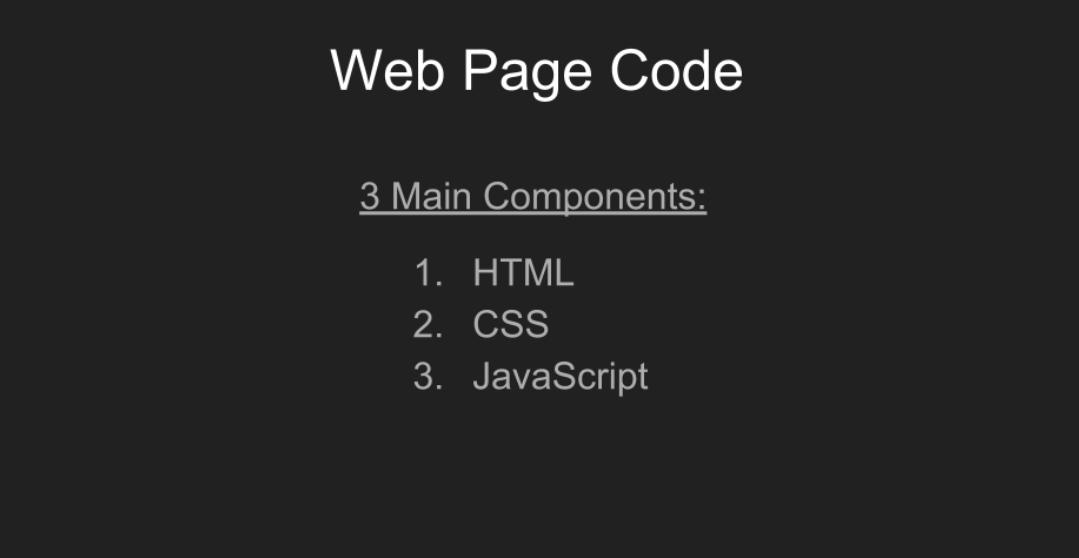 Web Page Code
3 Main Components:
1. HTML
2. CSS
3. JavaScript